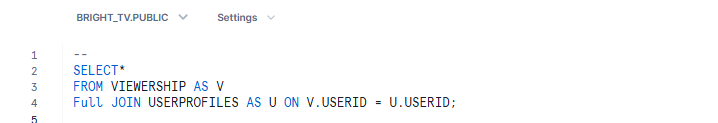 BRIGHT_TV.PUBLIC Settings
1 --
2 SELECT*
3 FROM VIEWERSHIP AS V
4 Full JOIN USERPROFILES AS U ON V.USERID = U.USERID;
5